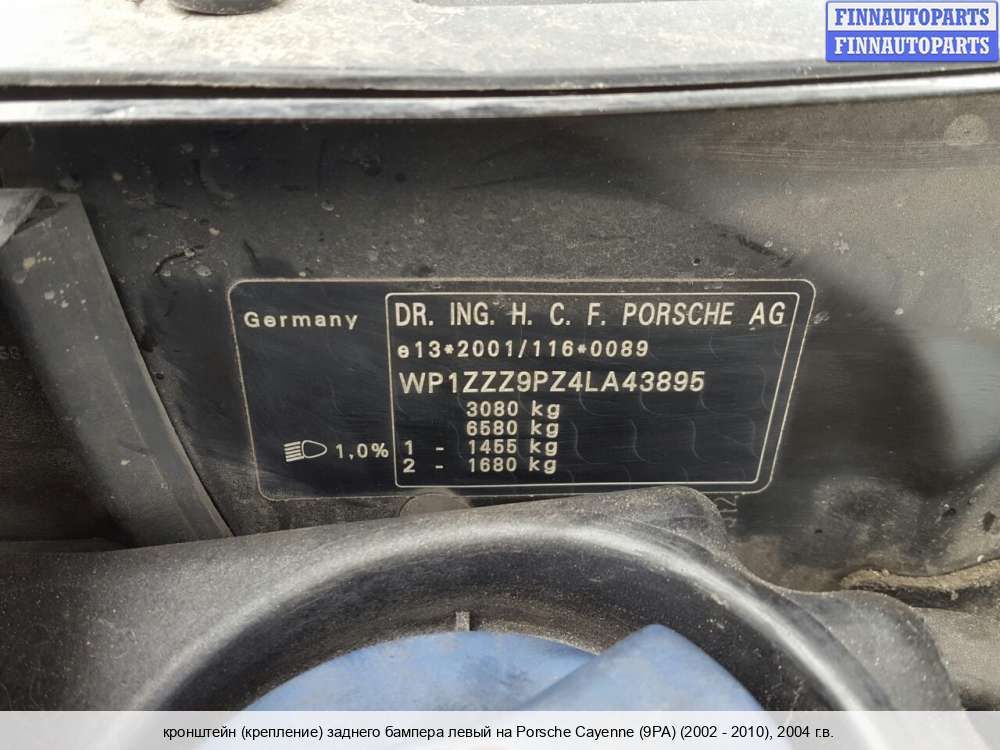 FINNAUTOPARTS
FINNAUTOPARTS
Germany
DR. ING. H. C. F. PORSCHE AG
e13*2001/116*0089
WP1ZZZ9PZ4LA43895
3080 kg
6580 kg
1 - 1455 kg
1,0%
2 - 1680 kg
кронштейн (крепление) заднего бампера левый на Porsche Cayenne (9PA) (2002 - 2010), 2004 г.в.